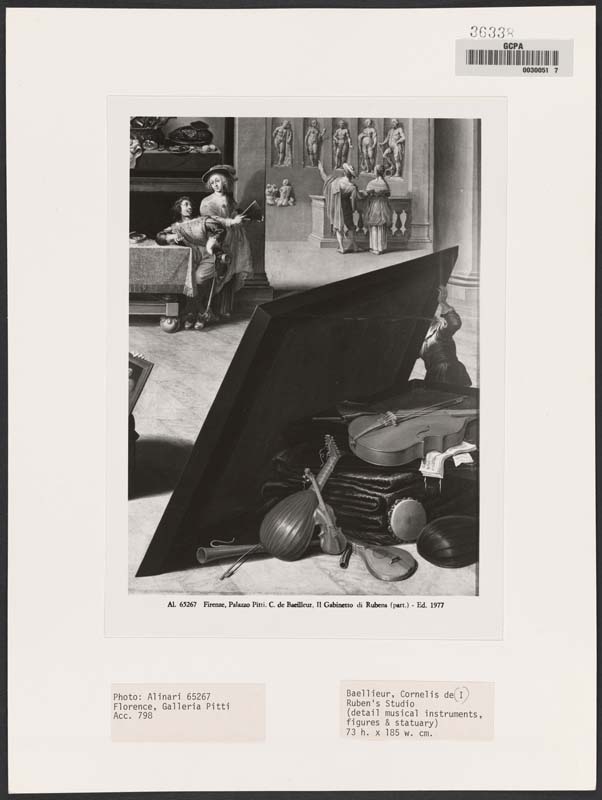 36338
GCPA
0030051 7
Al. 65267 Firenze, Palazzo Pitti. C. de Baeilleur. Il Gabinetto di Rubens (part.) - Ed. 1977
Photo: Alinari 65267
Florence, Galleria Pitti
Acc. 798
Baellieur, Cornelis de I
Ruben's Studio
(detail musical instruments,
figures & statuary)
73 h. x 185 w. cm.